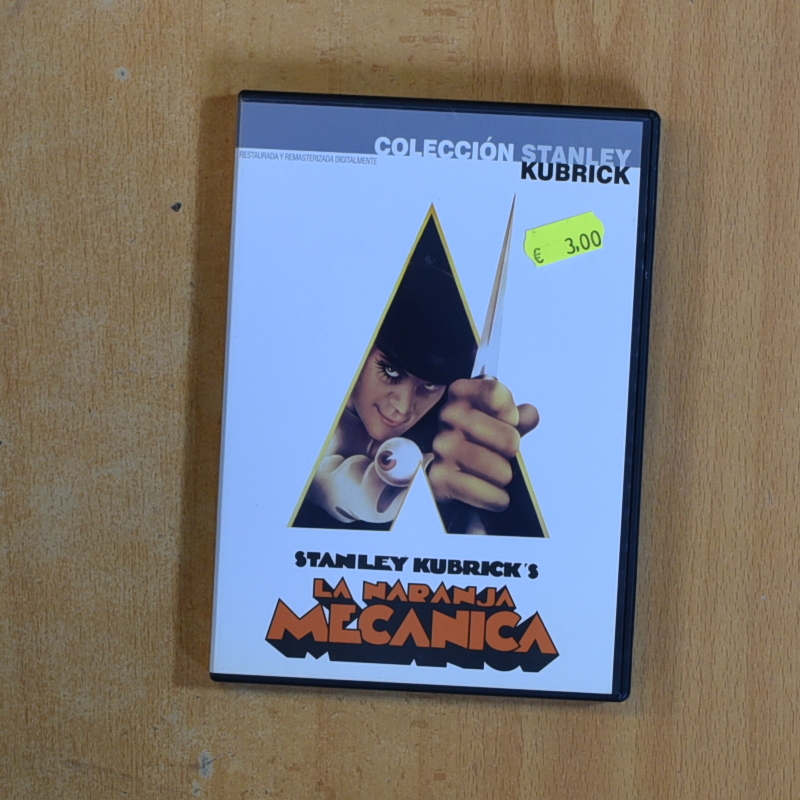 COLECCIÓN STANLEY
RESTAURADA Y REMASTERIZADA DIGITALMENTE
KUBRICK
€ 3,00
STANLEY KUBRICK'S
LA NARANJA
MECANICA